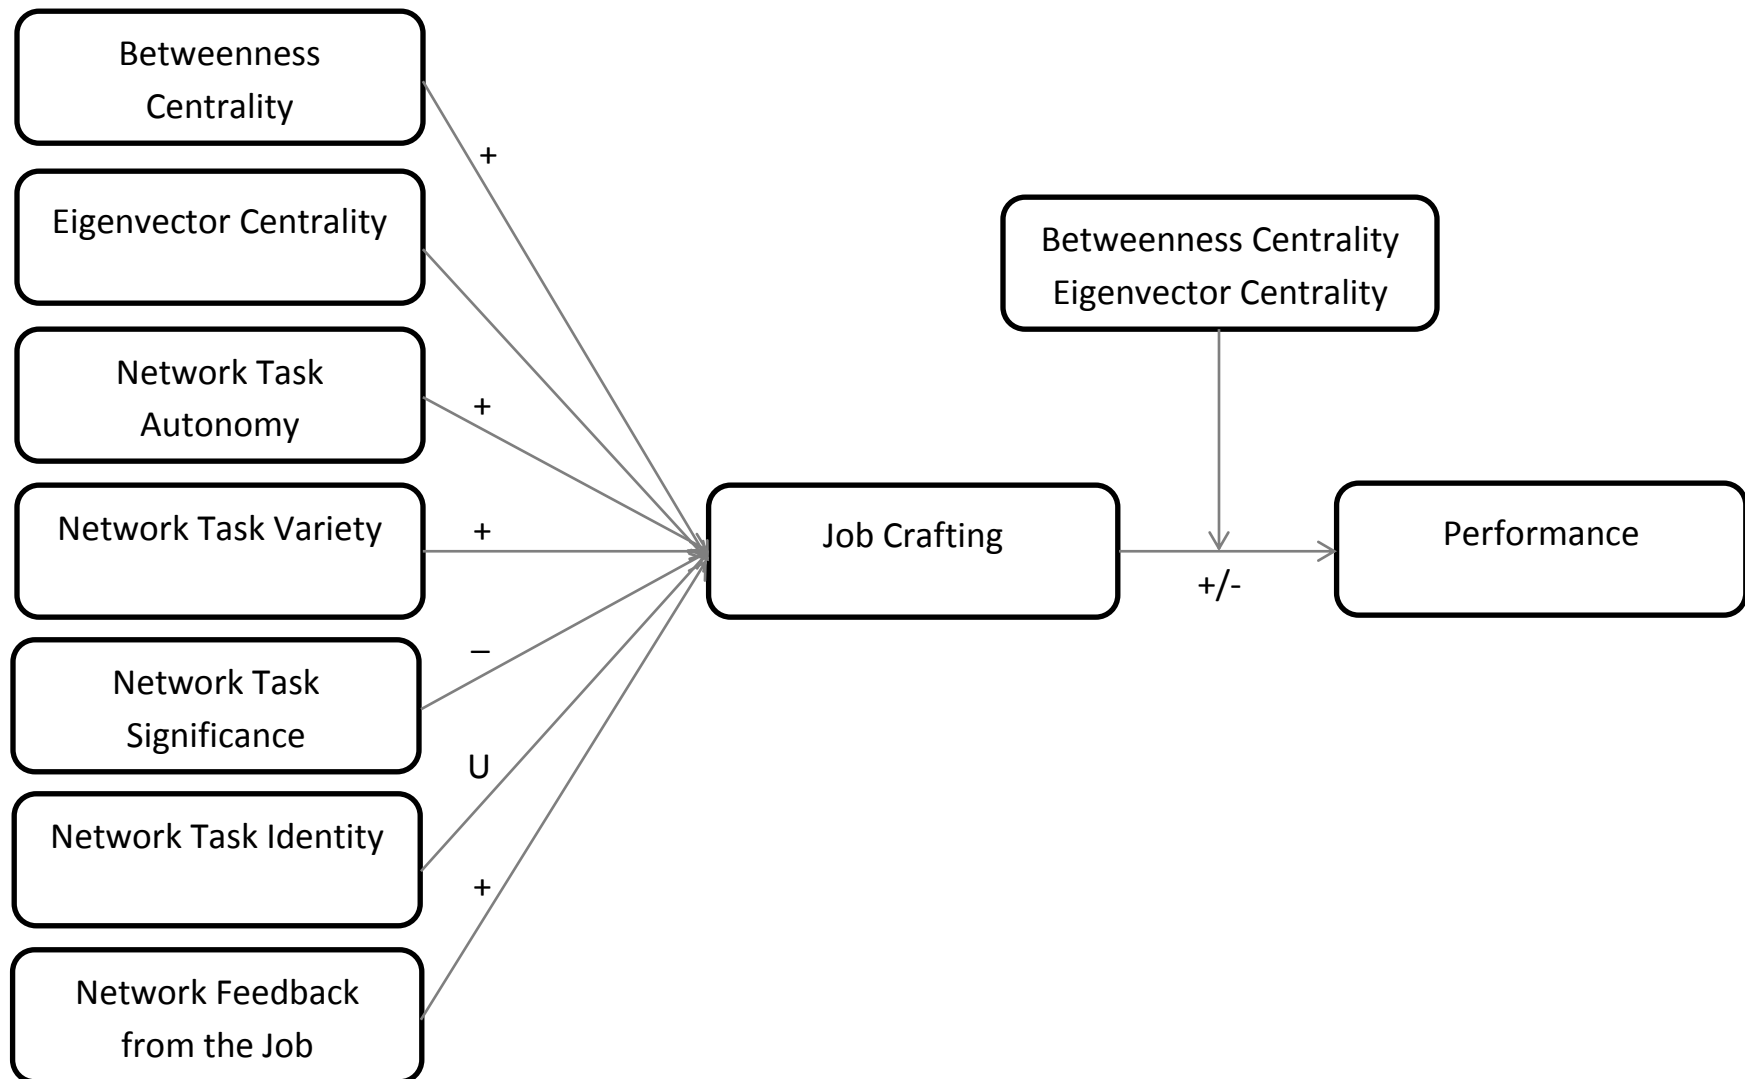 Betweenness
Centrality
+
Eigenvector Centrality
Network Task
Autonomy
+
Network Task Variety
+
Network Task
Significance
–
Network Task Identity
U
Network Feedback
from the Job
+
Job Crafting
Betweenness Centrality
Eigenvector Centrality
+/-
Performance